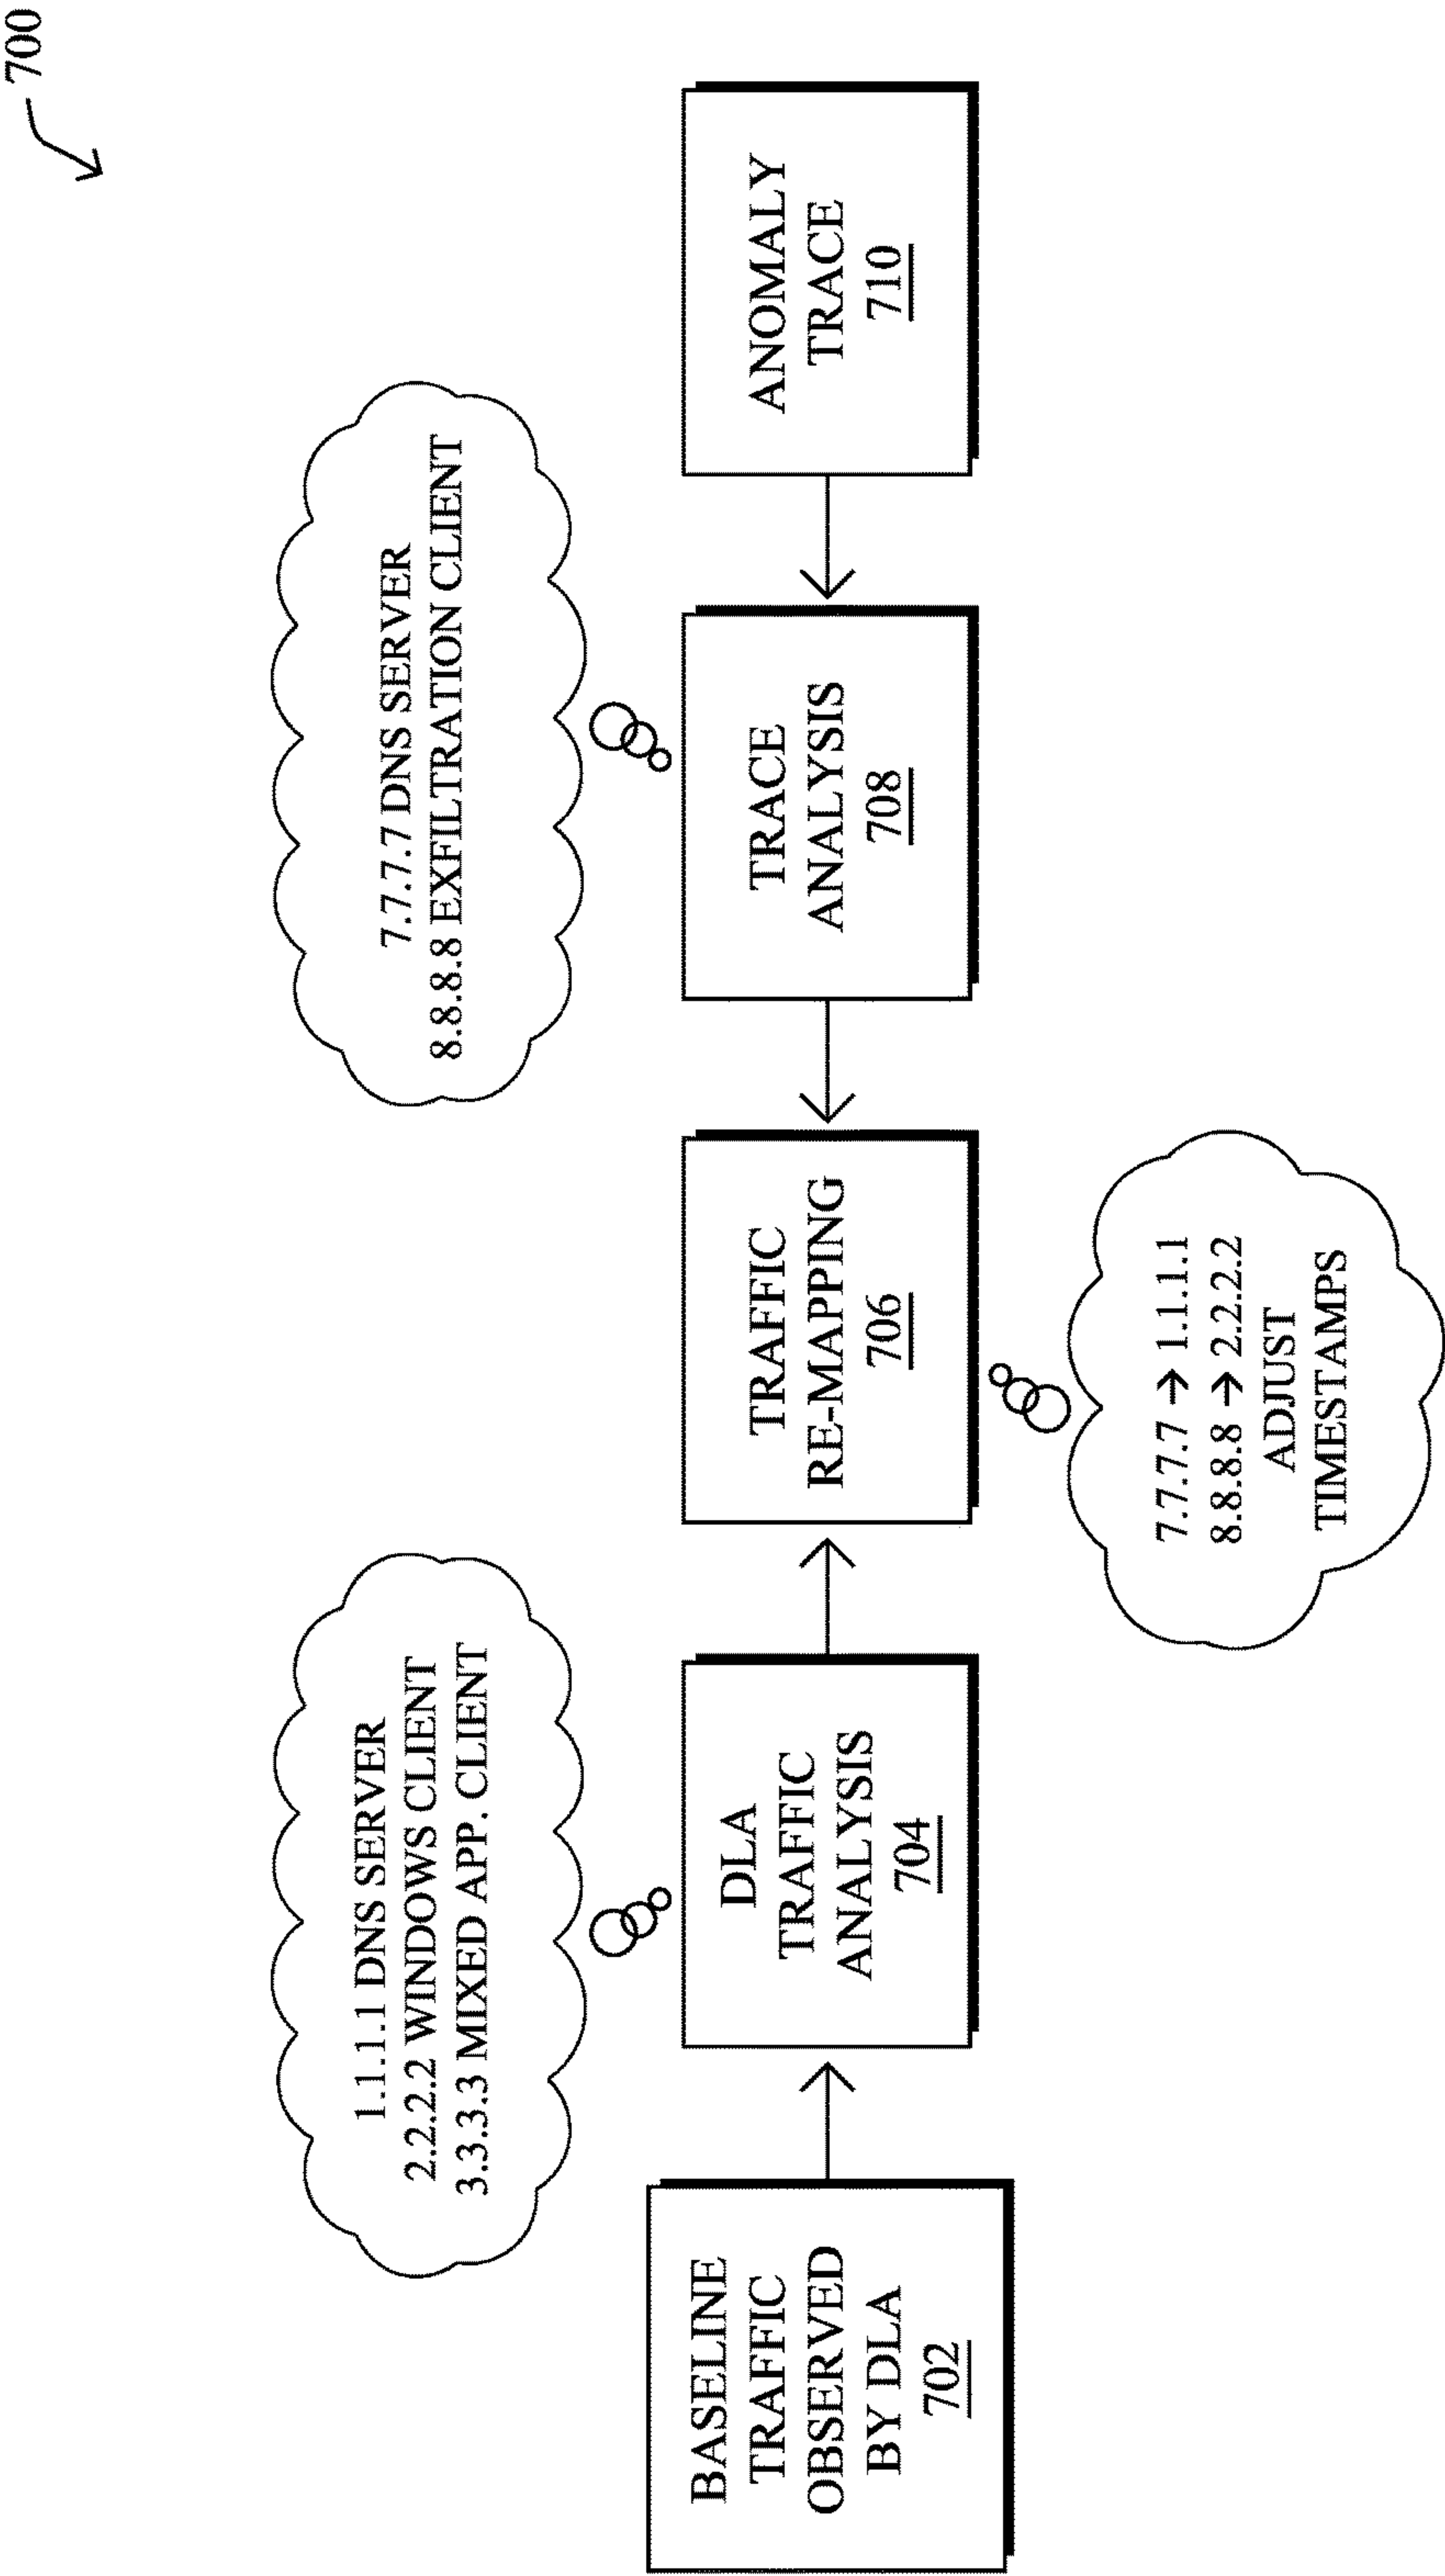 700
1.1.1.1 DNS SERVER
2.2.2.2 WINDOWS CLIENT
3.3.3.3 MIXED APP. CLIENT
7.7.7.7 DNS SERVER
8.8.8.8 EXFILTRATION CLIENT
BASELINE
TRAFFIC
OBSERVED
BY DLA
702
DLA
TRAFFIC
ANALYSIS
704
TRAFFIC
RE-MAPPING
706
TRACE
ANALYSIS
708
ANOMALY
TRACE
710
7.7.7.7 → 1.1.1.1
8.8.8.8 → 2.2.2.2
ADJUST
TIMESTAMPS